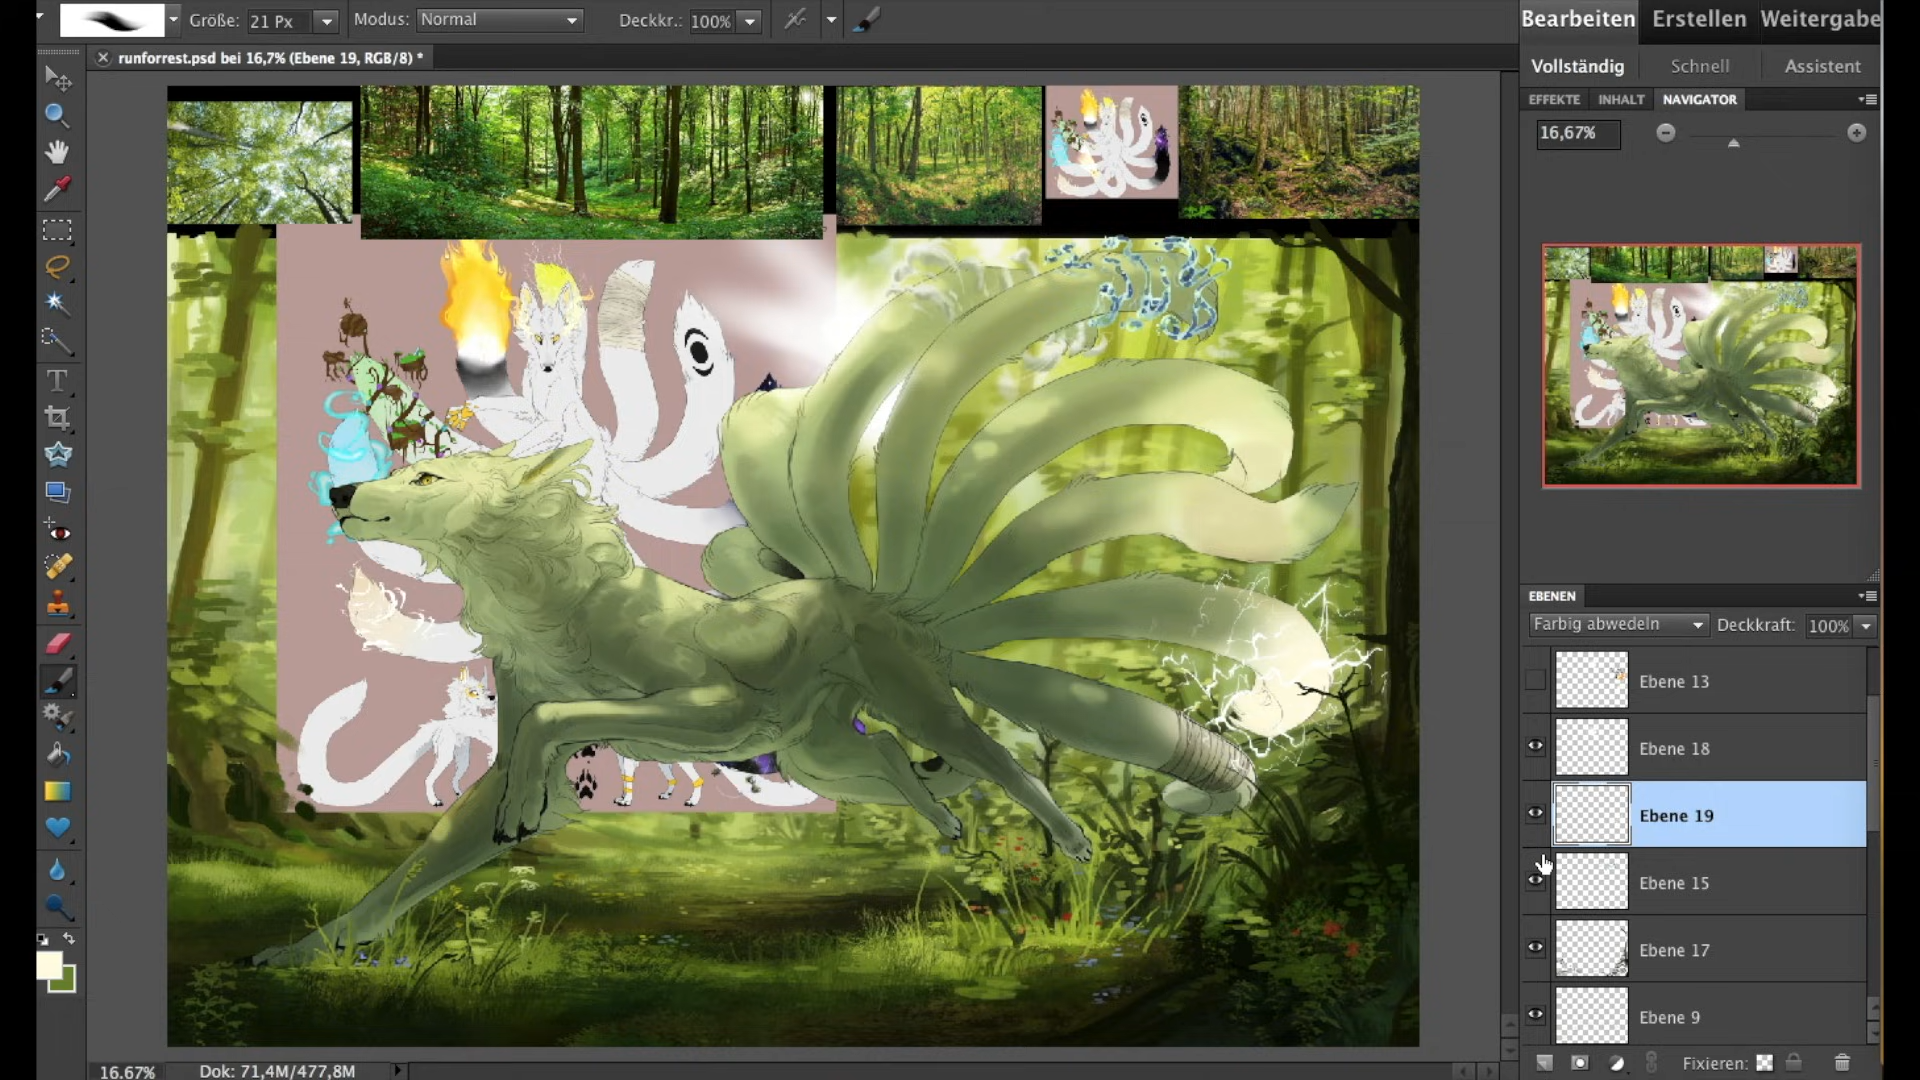 Größe: 21 Px Modus: Normal Deckkr.: 100%
Bearbeiten Erstellen Weitergabe
runforrest.psd bei 16,7% (Ebene 19, RGB/8) *
Vollständig Schnell Assistent
EFFEKTE INHALT NAVIGATOR
16,67%
T
EBENEN
Farbig abwedeln Deckkraft: 100%
Ebene 13
Ebene 18
Ebene 19
Ebene 15
Ebene 17
Ebene 9
Fixieren:
16.67% Dok: 71,4M/477,8M